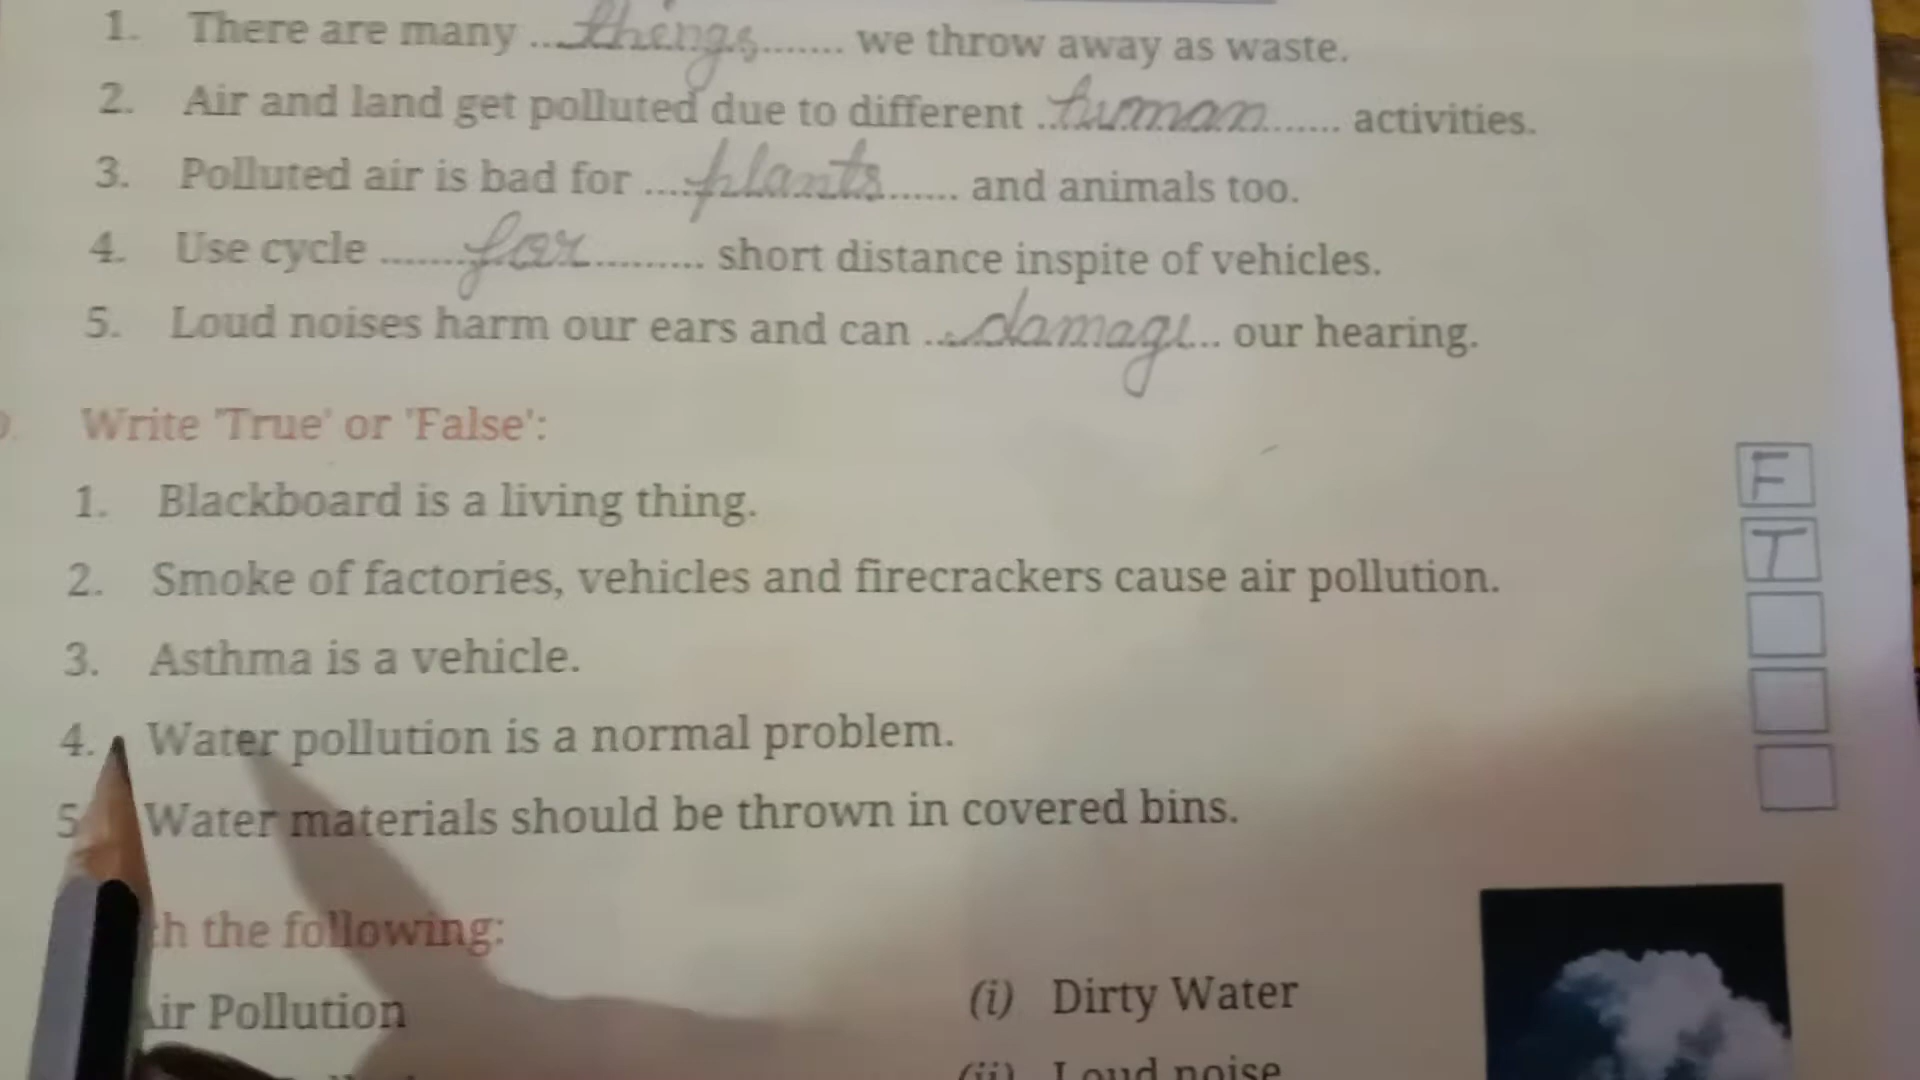 1. There are many ...things....... we throw away as waste.
2. Air and land get polluted due to different ..human....... activities.
3. Polluted air is bad for ....plants...... and animals too.
4. Use cycle .......for......... short distance inspite of vehicles.
5. Loud noises harm our ears and can ...damage... our hearing.
Write 'True' or 'False':
1. Blackboard is a living thing. F
2. Smoke of factories, vehicles and firecrackers cause air pollution. T
3. Asthma is a vehicle.
4. Water pollution is a normal problem.
5 Water materials should be thrown in covered bins.
the following:
Pollution (i) Dirty Water
(ii) Loud noise